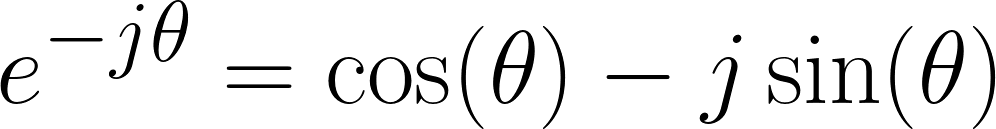 e^{-jθ} = cos(θ) − j sin(θ)